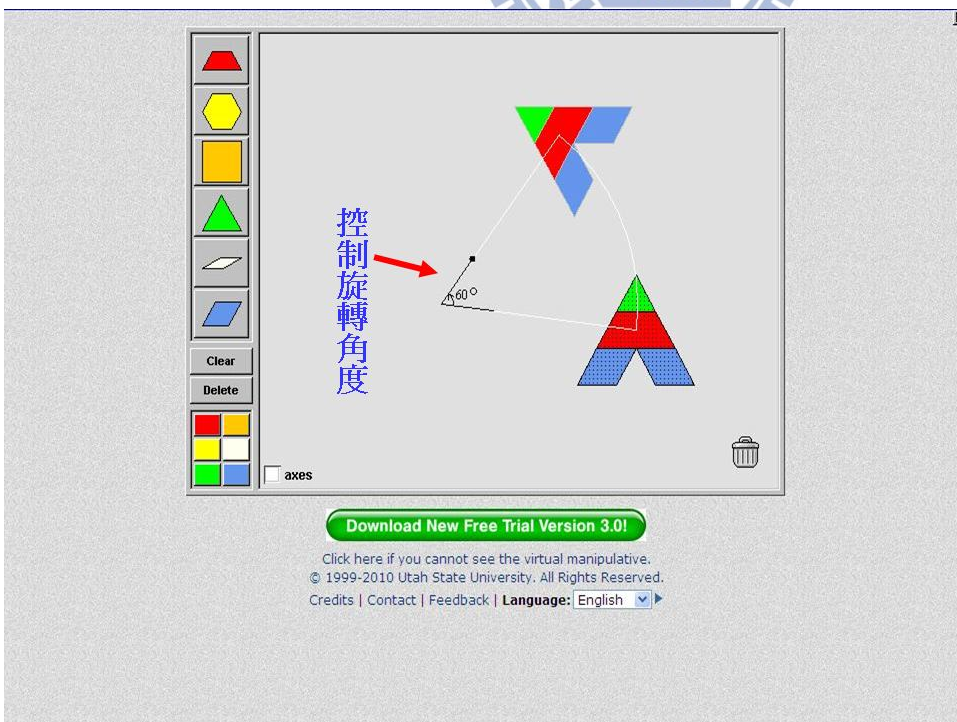 控制旋轉角度
60°
Clear
Delete
axes
Download New Free Trial Version 3.0!
Click here if you cannot see the virtual manipulative.
© 1999-2010 Utah State University. All Rights Reserved.
Credits | Contact | Feedback | Language: English